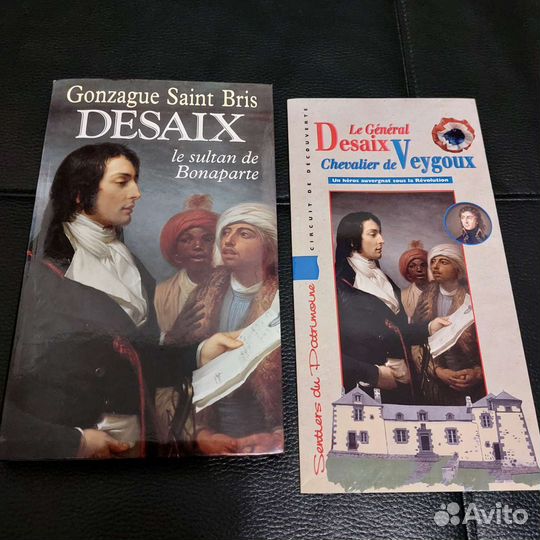 Gonzague Saint Bris
DESAIX
le sultan de
Bonaparte
CIRCUIT DE DÉCOUVERTE
Le Général
Desaix
Chevalier de Veygoux
Un héros auvergnat sous la Révolution
Sentiers du Patrimoine
Avito